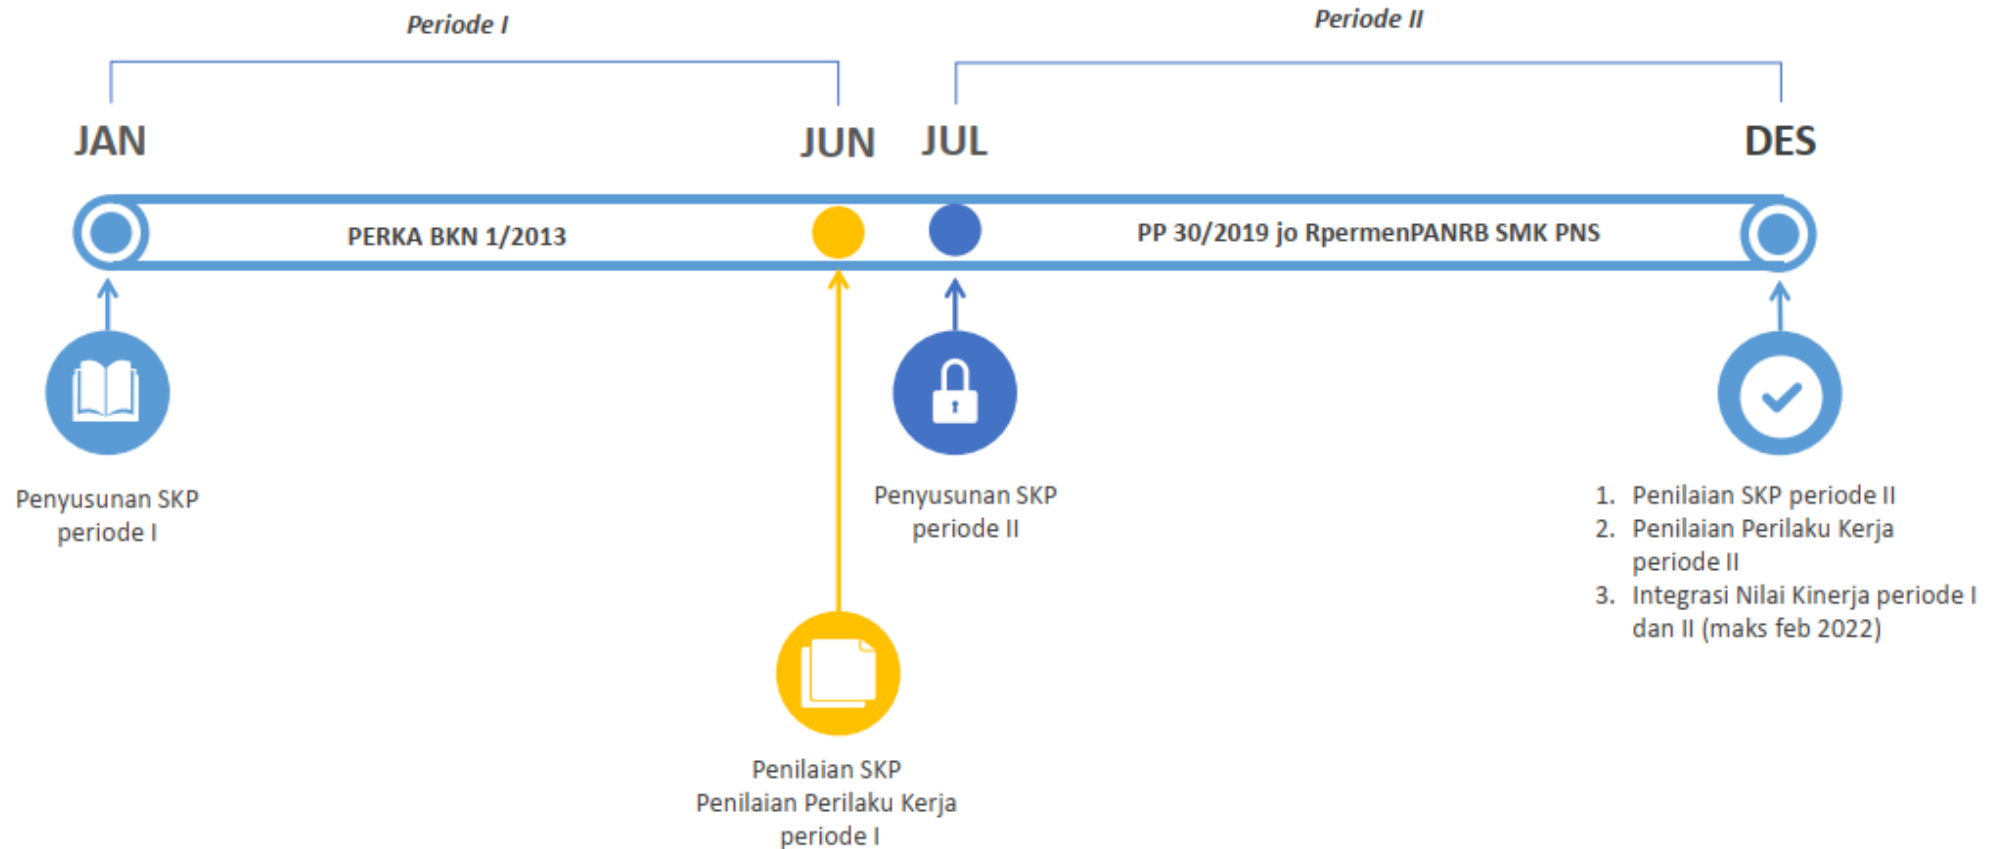 Periode I
Periode II
JAN
JUN
JUL
DES
PERKA BKN 1/2013
PP 30/2019 jo RpermenPANRB SMK PNS
Penyusunan SKP
periode I
Penyusunan SKP
periode II
1. Penilaian SKP periode II
2. Penilaian Perilaku Kerja
periode II
3. Integrasi Nilai Kinerja periode I
dan II (maks feb 2022)
Penilaian SKP
Penilaian Perilaku Kerja
periode I